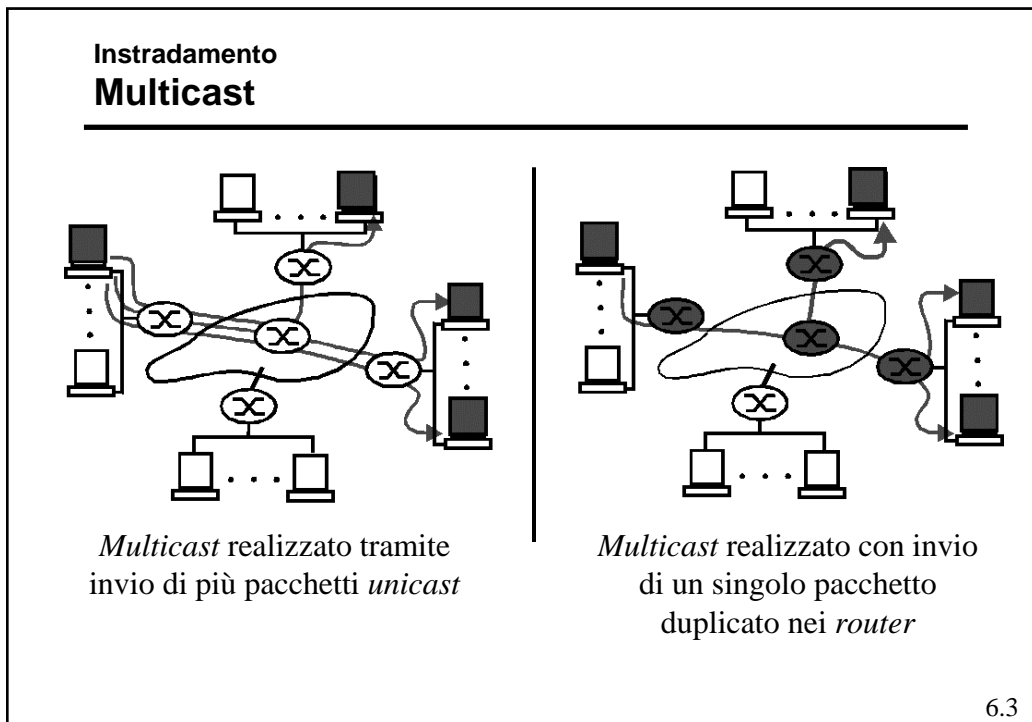 Instradamento
Multicast
Multicast realizzato tramite
invio di più pacchetti unicast
Multicast realizzato con invio
di un singolo pacchetto
duplicato nei router
6.3